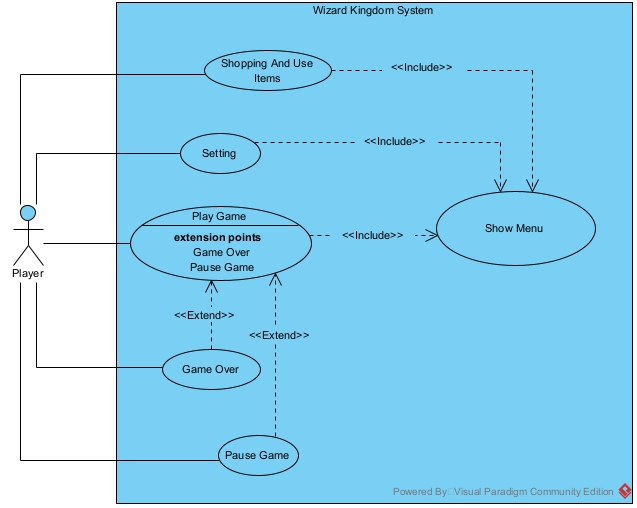 Wizard Kingdom System
Shopping And Use
Items
<<Include>>
Setting
<<Include>>
Play Game
extension points
Game Over
Pause Game
<<Include>>
Show Menu
Player
<<Extend>>
<<Extend>>
Game Over
Pause Game
Powered By Visual Paradigm Community Edition